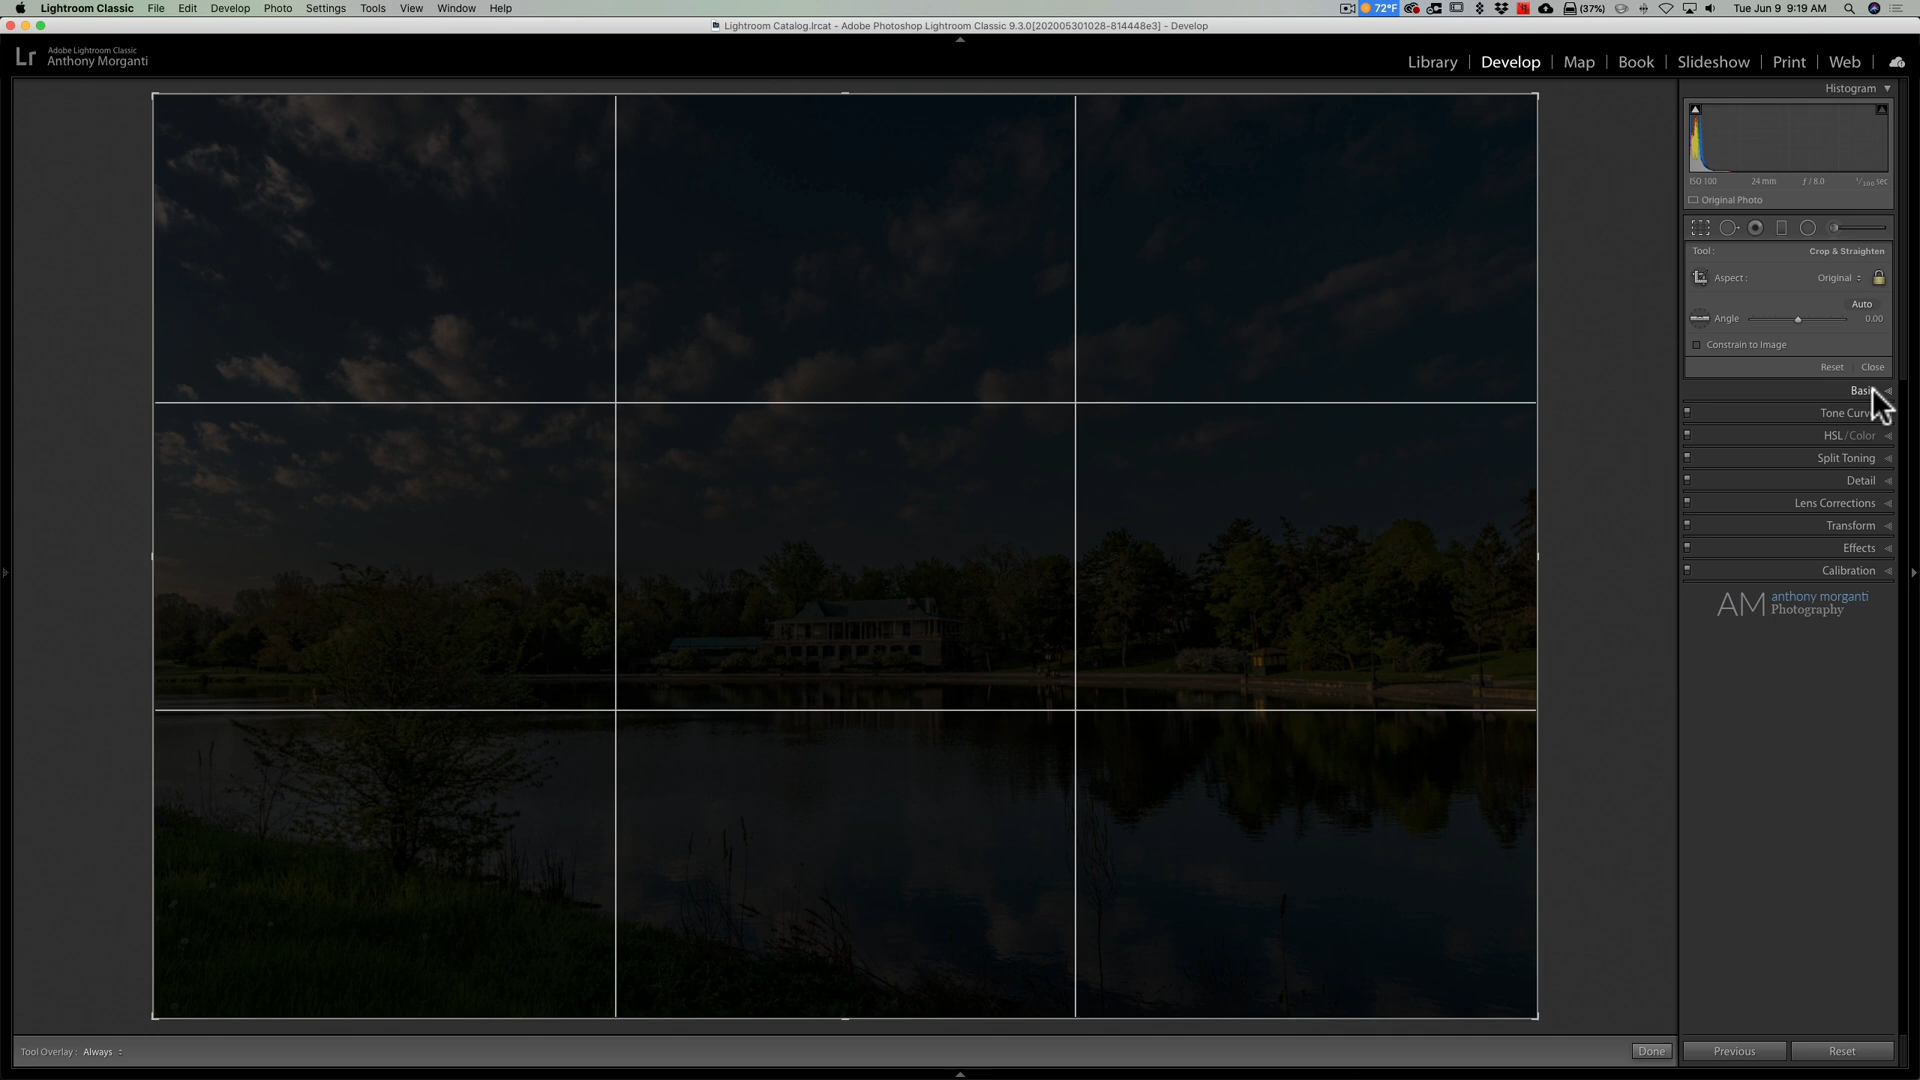 Lightroom Classic File Edit Develop Photo Settings Tools View Window Help
72°F (37%) Tue Jun 9 9:19 AM
Lightroom Catalog.lrcat - Adobe Photoshop Lightroom Classic 9.3.0[202005301028-814448e3] - Develop
Lr
Adobe Lightroom Classic
Anthony Morganti
Library | Develop | Map | Book | Slideshow | Print | Web
Histogram
ISO 100 24 mm ƒ / 8.0 1/100 sec
Original Photo
Tool : Crop & Straighten
Aspect : Original
Auto
Angle 0.00
Constrain to Image
Reset Close
Tone Curve
HSL / Color
Split Toning
Detail
Lens Corrections
Transform
Effects
Calibration
AM anthony morganti
Photography
Tool Overlay : Always
Done
Previous Reset